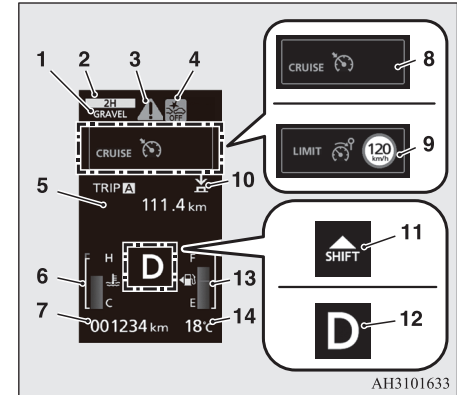 1
2
3
4
2H
GRAVEL
OFF
CRUISE
5
TRIP A
10
111.4 km
6
F H
C
D
F
E
13
7
001234 km
18°C
14
CRUISE
8
LIMIT
120
km/h
9
SHIFT
11
D
12
AH3101633